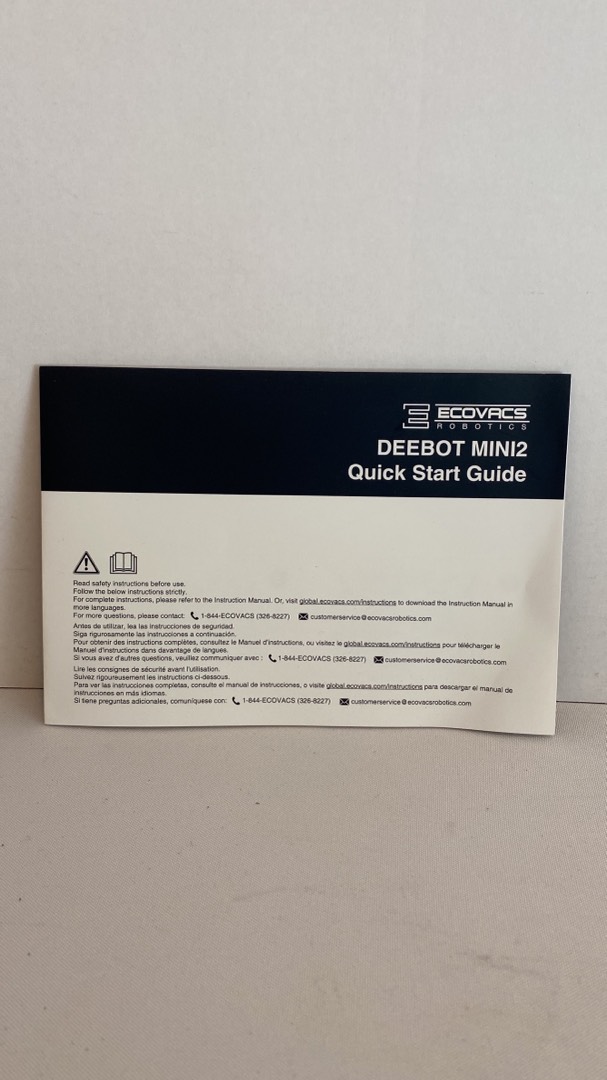 ECOVACS
ROBOTICS
DEEBOT MINI2
Quick Start Guide
Read safety instructions before use.
Follow the below instructions strictly.
For complete instructions, please refer to the Instruction Manual. Or, visit global.ecovacs.com/instructions to download the Instruction Manual in
more languages.
For more questions, please contact: 1-844-ECOVACS (326-8227) customerservice@ecovacsrobotics.com
Antes de utilizar, lea las instrucciones de seguridad.
Siga rigurosamente las instrucciones a continuación.
Pour obtenir des instructions complètes, consultez le Manuel d'instructions, ou visitez le global.ecovacs.com/instructions pour télécharger le
Manuel d'instructions dans davantage de langues.
Si vous avez d'autres questions, veuillez communiquer avec : 1-844-ECOVACS (326-8227) customerservice@ecovacsrobotics.com
Lire les consignes de sécurité avant l'utilisation.
Suivez rigoureusement les instructions ci-dessous.
Para ver las instrucciones completas, consulte el manual de instrucciones, o visite global.ecovacs.com/instructions para descargar el manual de
instrucciones en más idiomas.
Si tiene preguntas adicionales, comuníquese con: 1-844-ECOVACS (326-8227) customerservice@ecovacsrobotics.com